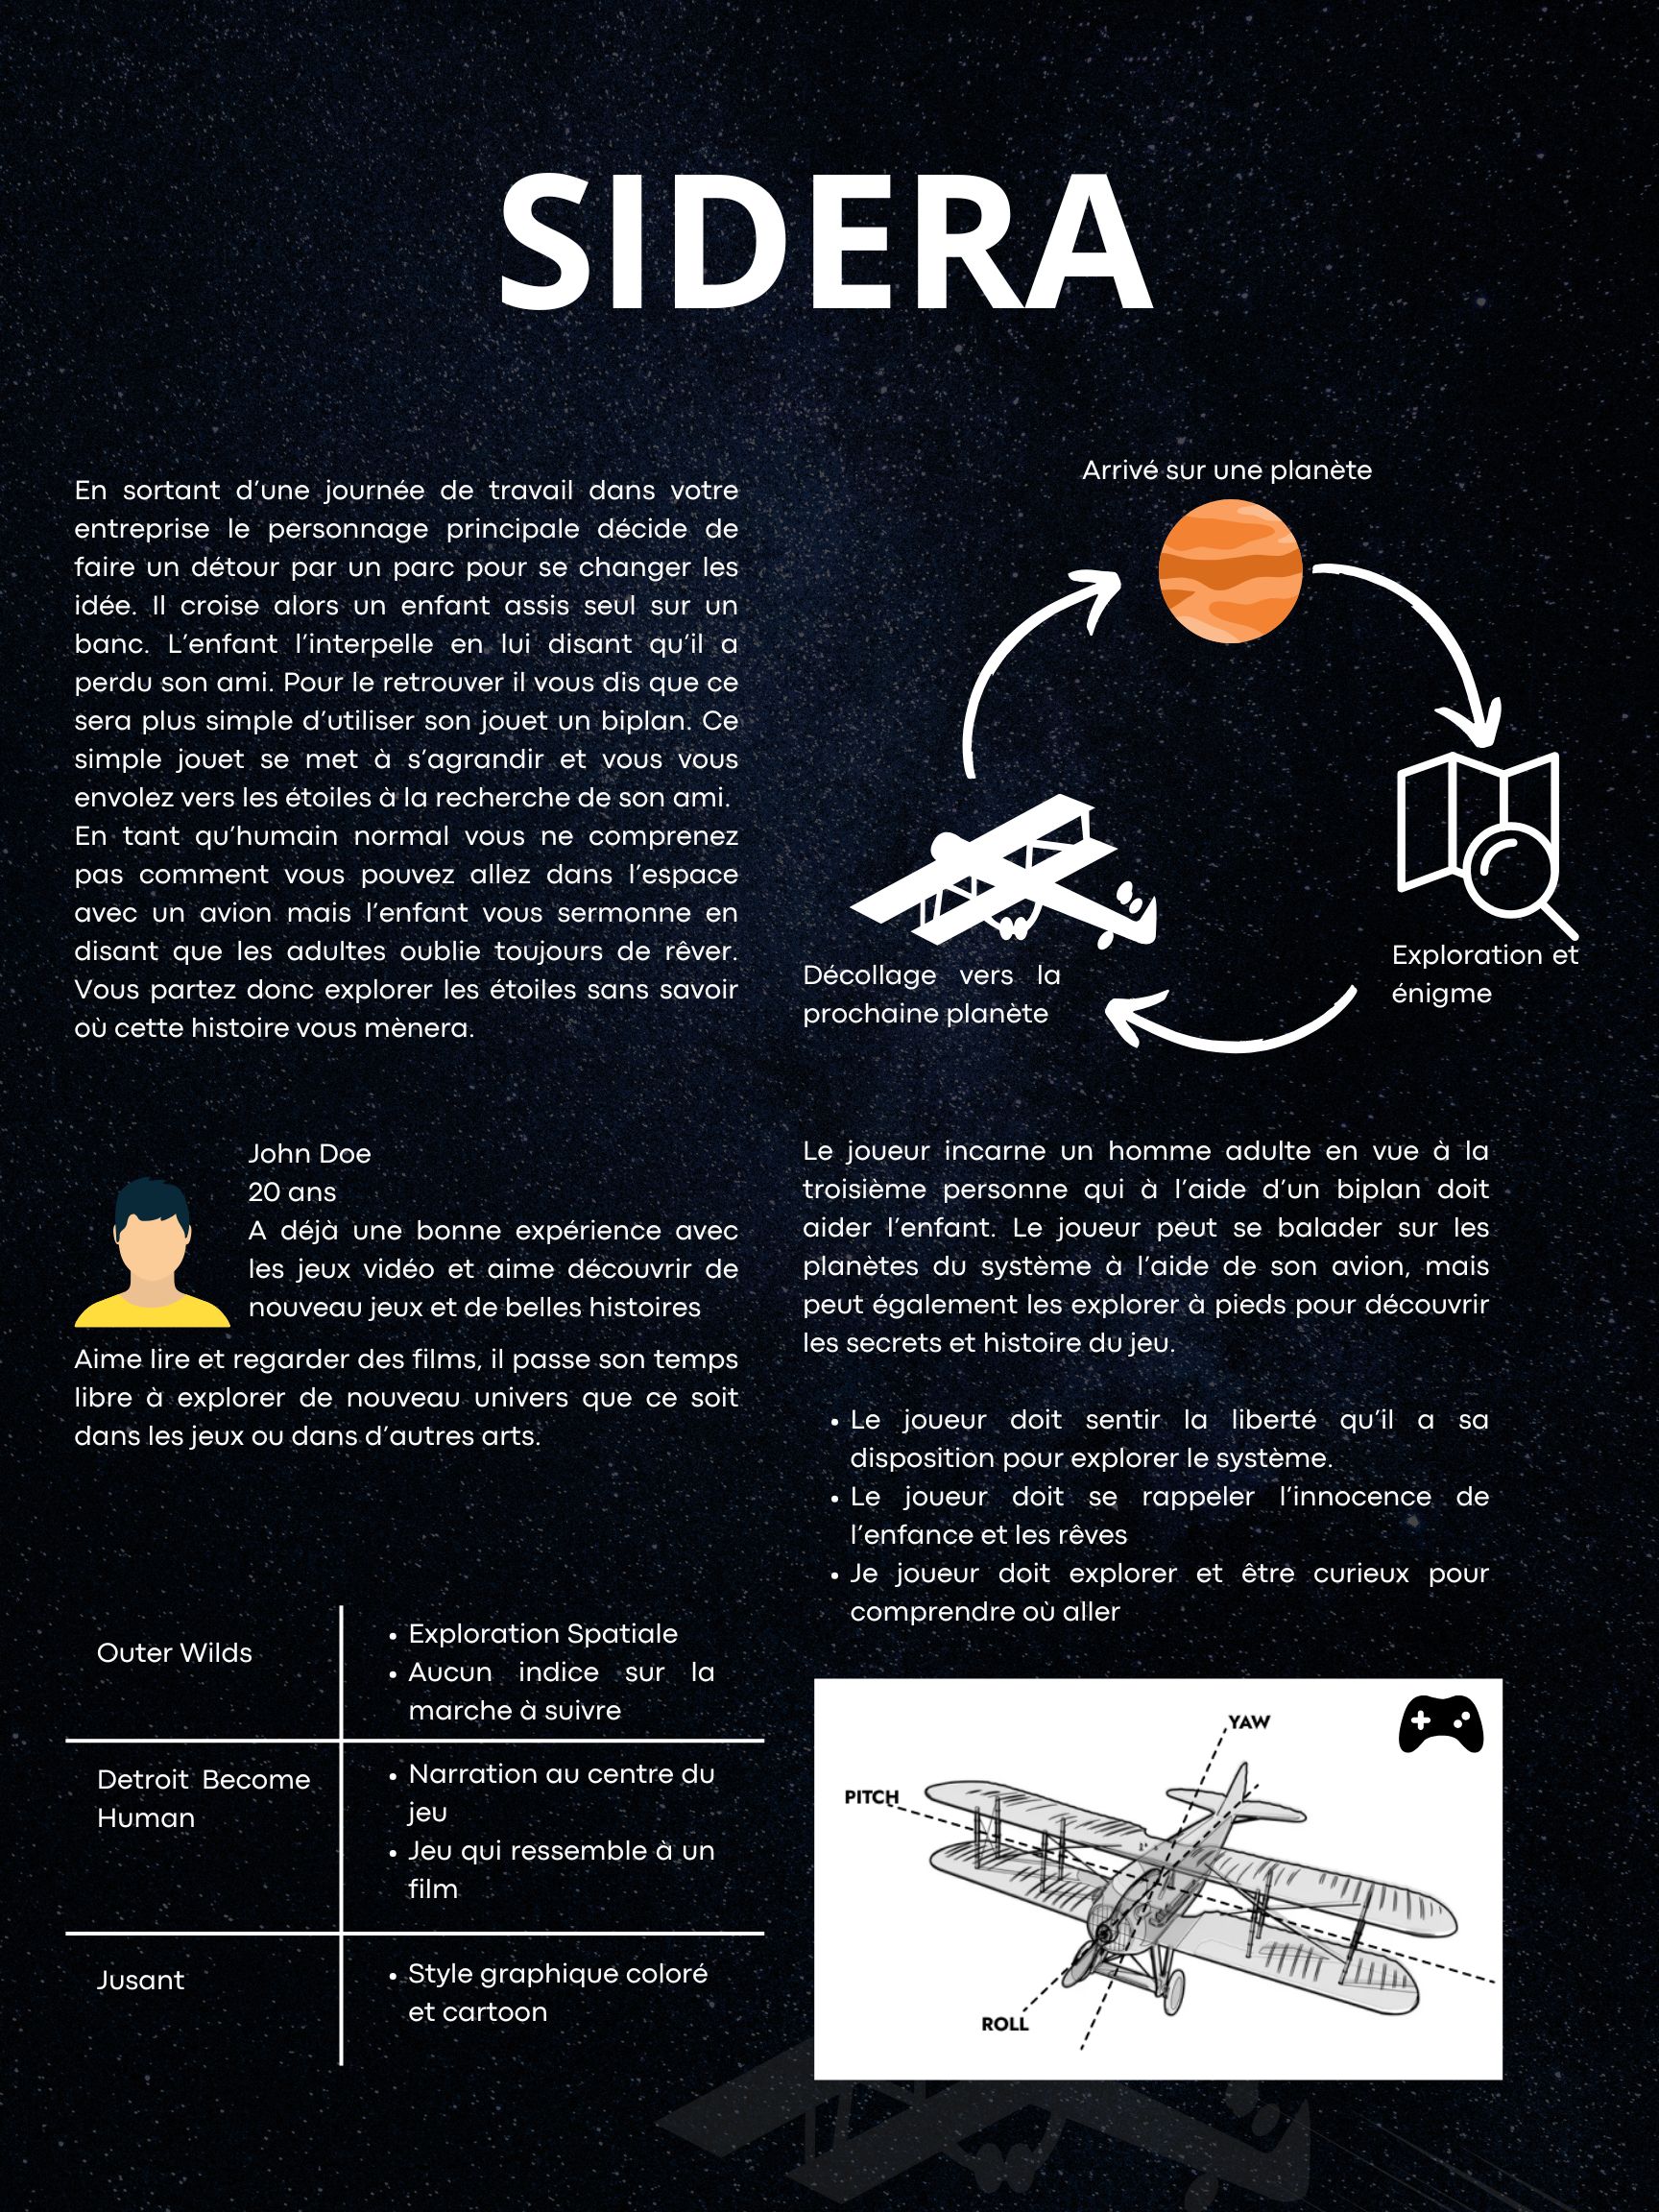 SIDERA
En sortant d'une journée de travail dans votre
entreprise le personnage principale décide de
faire un détour par un parc pour se changer les
idée. Il croise alors un enfant assis seul sur un
banc. L'enfant l'interpelle en lui disant qu'il a
perdu son ami. Pour le retrouver il vous dis que ce
sera plus simple d'utiliser son jouet un biplan. Ce
simple jouet se met à s'agrandir et vous vous
envolez vers les étoiles à la recherche de son ami.
En tant qu'humain normal vous ne comprenez
pas comment vous pouvez allez dans l'espace
avec un avion mais l'enfant vous sermonne en
disant que les adultes oublie toujours de rêver.
Vous partez donc explorer les étoiles sans savoir
où cette histoire vous mènera.
Arrivé sur une planète
Exploration et
énigme
Décollage vers la
prochaine planète
John Doe
20 ans
A déjà une bonne expérience avec
les jeux vidéo et aime découvrir de
nouveau jeux et de belles histoires
Aime lire et regarder des films, il passe son temps
libre à explorer de nouveau univers que ce soit
dans les jeux ou dans d'autres arts.
Le joueur incarne un homme adulte en vue à la
troisième personne qui à l'aide d'un biplan doit
aider l'enfant. Le joueur peut se balader sur les
planètes du système à l'aide de son avion, mais
peut également les explorer à pieds pour découvrir
les secrets et histoire du jeu.
• Le joueur doit sentir la liberté qu'il a sa
disposition pour explorer le système.
• Le joueur doit se rappeler l'innocence de
l'enfance et les rêves
• Je joueur doit explorer et être curieux pour
comprendre où aller
Outer Wilds
• Exploration Spatiale
• Aucun indice sur la
marche à suivre
Detroit Become
Human
• Narration au centre du
jeu
• Jeu qui ressemble à un
film
Jusant
• Style graphique coloré
et cartoon
YAW
PITCH
ROLL